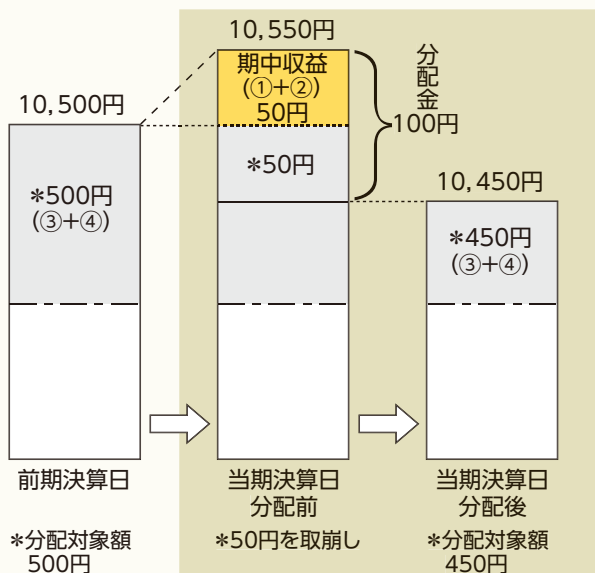 10,550円
期中収益
(①+②)
50円
分配金
100円
10,500円
*500円
(③+④)
*50円
10,450円
*450円
(③+④)
前期決算日
当期決算日
分配前
当期決算日
分配後
*分配対象額
500円
*50円を取崩し
*分配対象額
450円